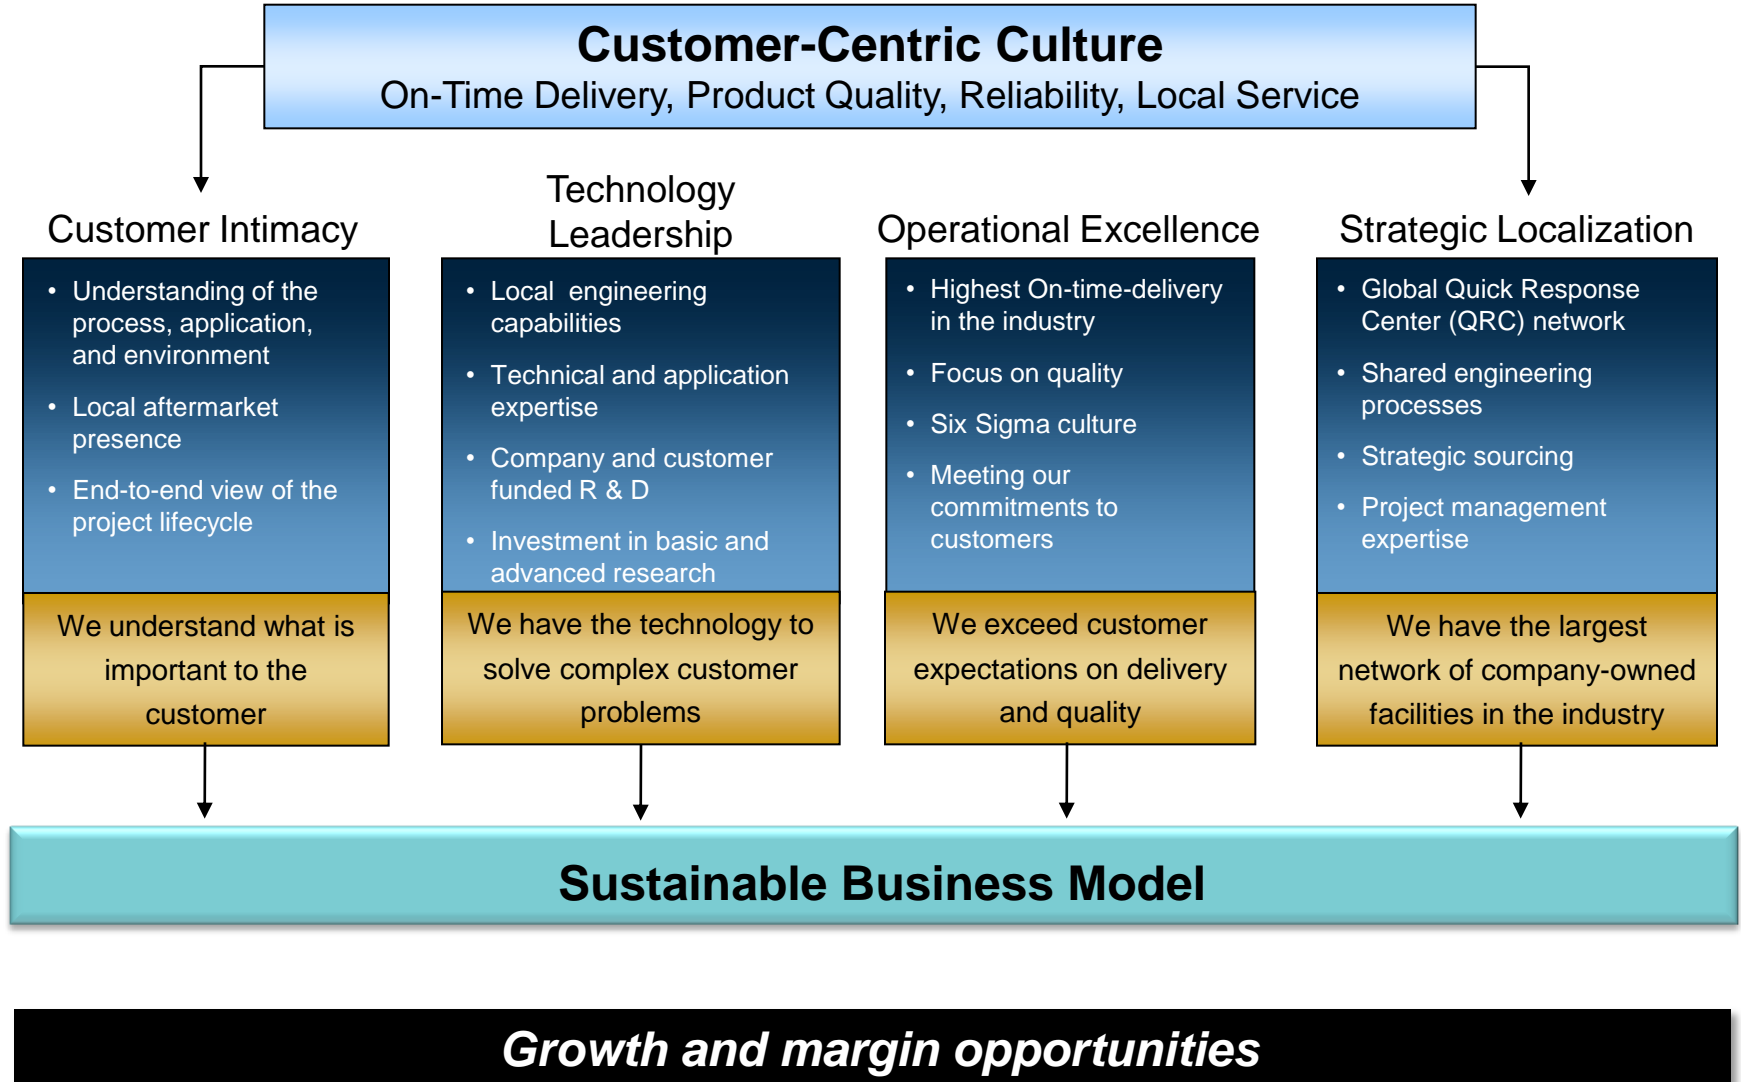 Customer-Centric Culture
On-Time Delivery, Product Quality, Reliability, Local Service
Customer Intimacy
• Understanding of the
process, application,
and environment
• Local aftermarket
presence
• End-to-end view of the
project lifecycle
We understand what is
important to the
customer
Technology
Leadership
• Local engineering
capabilities
• Technical and application
expertise
• Company and customer
funded R & D
• Investment in basic and
advanced research
We have the technology to
solve complex customer
problems
Operational Excellence
• Highest On-time-delivery
in the industry
• Focus on quality
• Six Sigma culture
• Meeting our
commitments to
customers
We exceed customer
expectations on delivery
and quality
Strategic Localization
• Global Quick Response
Center (QRC) network
• Shared engineering
processes
• Strategic sourcing
• Project management
expertise
We have the largest
network of company-owned
facilities in the industry
Sustainable Business Model
Growth and margin opportunities